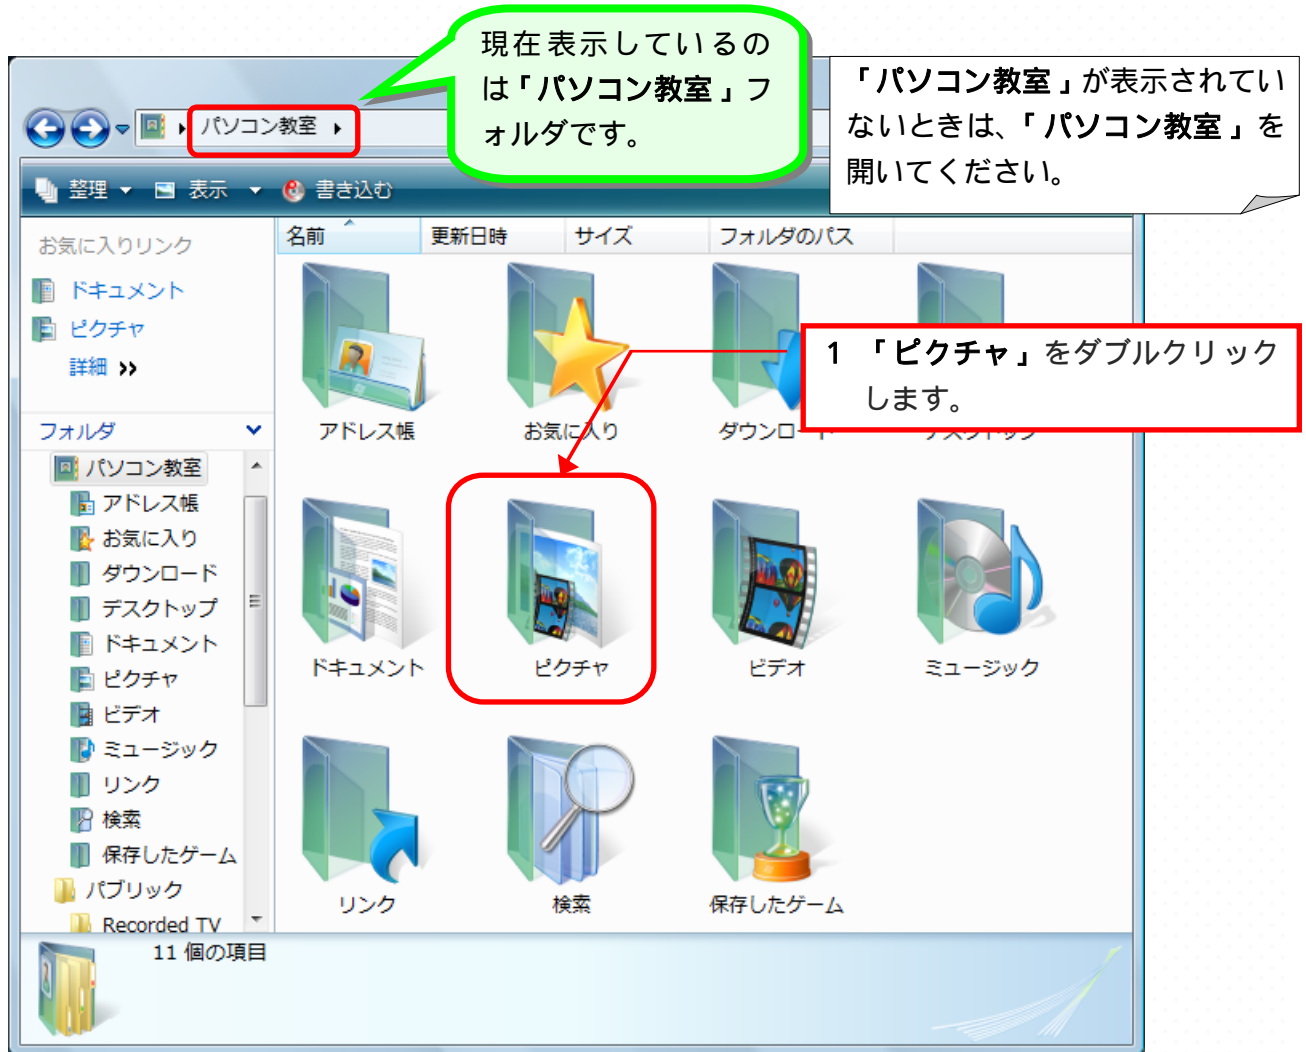 現在表示しているの
は「パソコン教室」フ
ォルダです。
「パソコン教室」が表示されてい
ないときは、「パソコン教室」を
開いてください。
パソコン教室
整理 表示 書き込む
お気に入りリンク
ドキュメント
ピクチャ
詳細 »
名前 更新日時 サイズ フォルダのパス
1 「ピクチャ」をダブルクリック
します。
フォルダ
パソコン教室
アドレス帳
お気に入り
ダウンロード
デスクトップ
ドキュメント
ピクチャ
ビデオ
ミュージック
リンク
検索
保存したゲーム
パブリック
Recorded TV
アドレス帳 お気に入り ダウンロード デスクトップ
ドキュメント ピクチャ ビデオ ミュージック
リンク 検索 保存したゲーム
11 個の項目